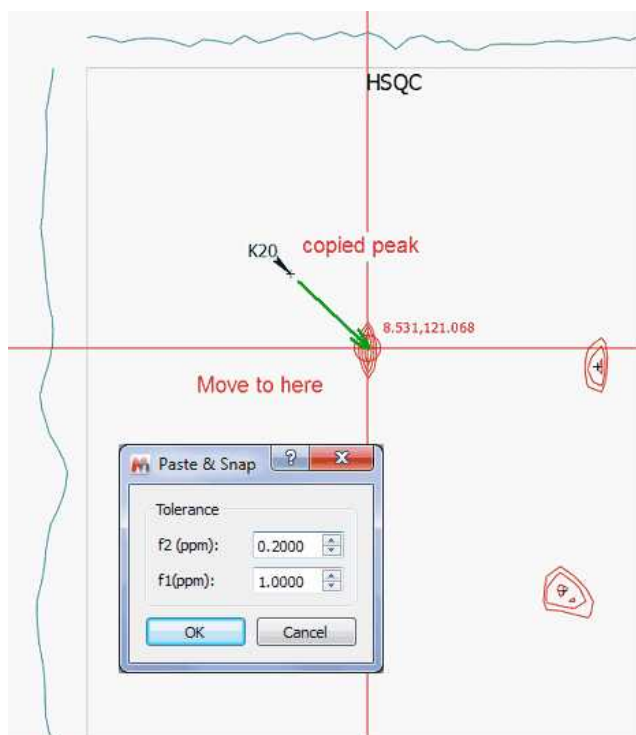 HSQC
K20
copied peak
8.531,121.068
Move to here
Paste & Snap
?
Tolerance
f2 (ppm):
0.2000
f1(ppm):
1.0000
OK
Cancel